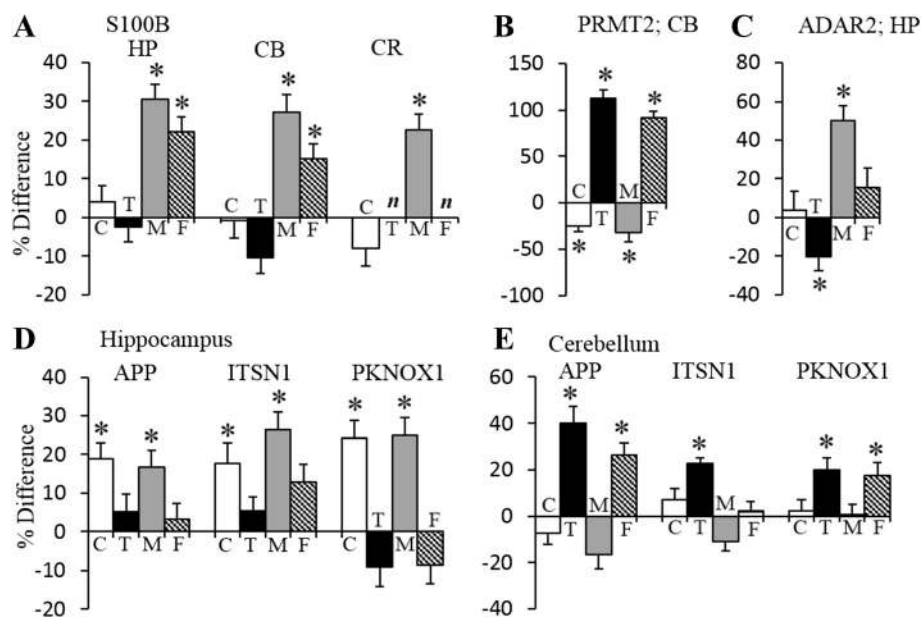 A S100B
HP CB CR
B PRMT2; CB
C ADAR2; HP
% Difference
40
30
20
10
0
-10
-20
* * * * *
C T M F
C T M F
C T M F
n n
150
100
50
0
-50
-100
* * * *
C T M F
80
60
40
20
0
-20
-40
* *
C T M F
D Hippocampus
APP ITSN1 PKNOX1
% Difference
40
30
20
10
0
-10
-20
* * * * *
C T M F
C T M F
C T M F
E Cerebellum
APP ITSN1 PKNOX1
60
40
20
0
-20
-40
* * * * *
C T M F
C T M F
C T M F